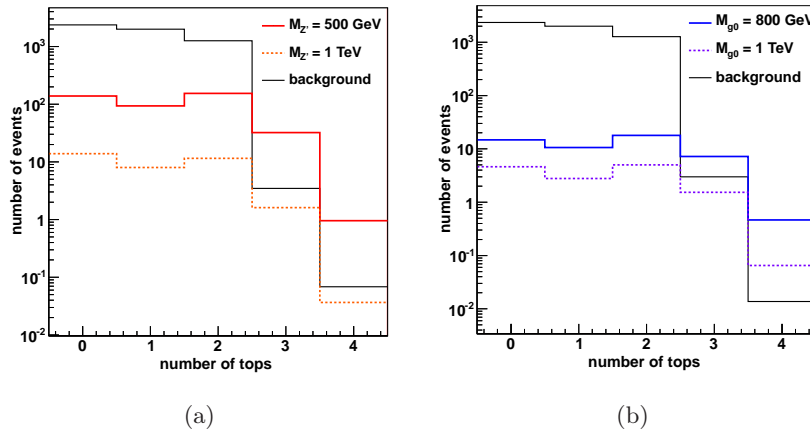 number of events
10³
10²
10
1
10⁻¹
10⁻²
M_Z' = 500 GeV
M_Z' = 1 TeV
background
0 1 2 3 4
number of tops
(a)
number of events
10³
10²
10
1
10⁻¹
10⁻²
M_g0 = 800 GeV
M_g0 = 1 TeV
background
0 1 2 3 4
number of tops
(b)